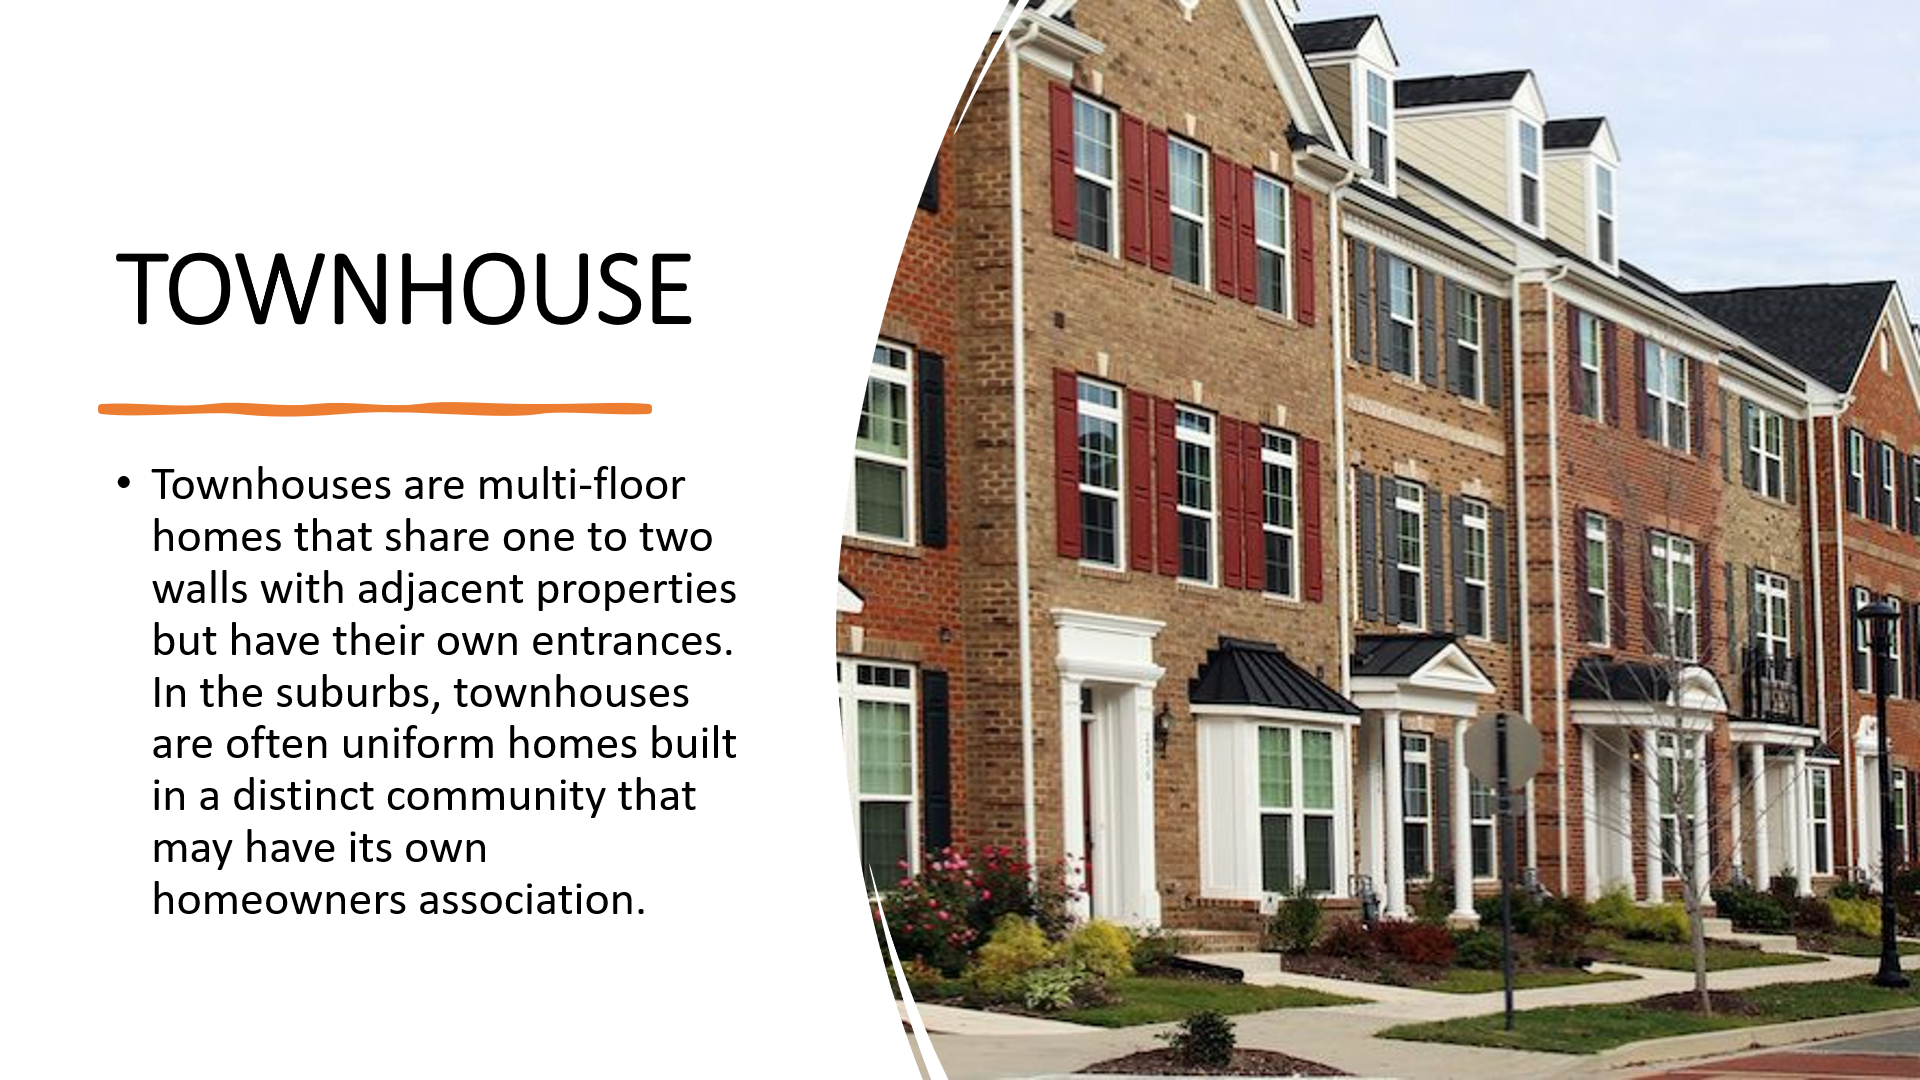 TOWNHOUSE
• Townhouses are multi-floor
homes that share one to two
walls with adjacent properties
but have their own entrances.
In the suburbs, townhouses
are often uniform homes built
in a distinct community that
may have its own
homeowners association.